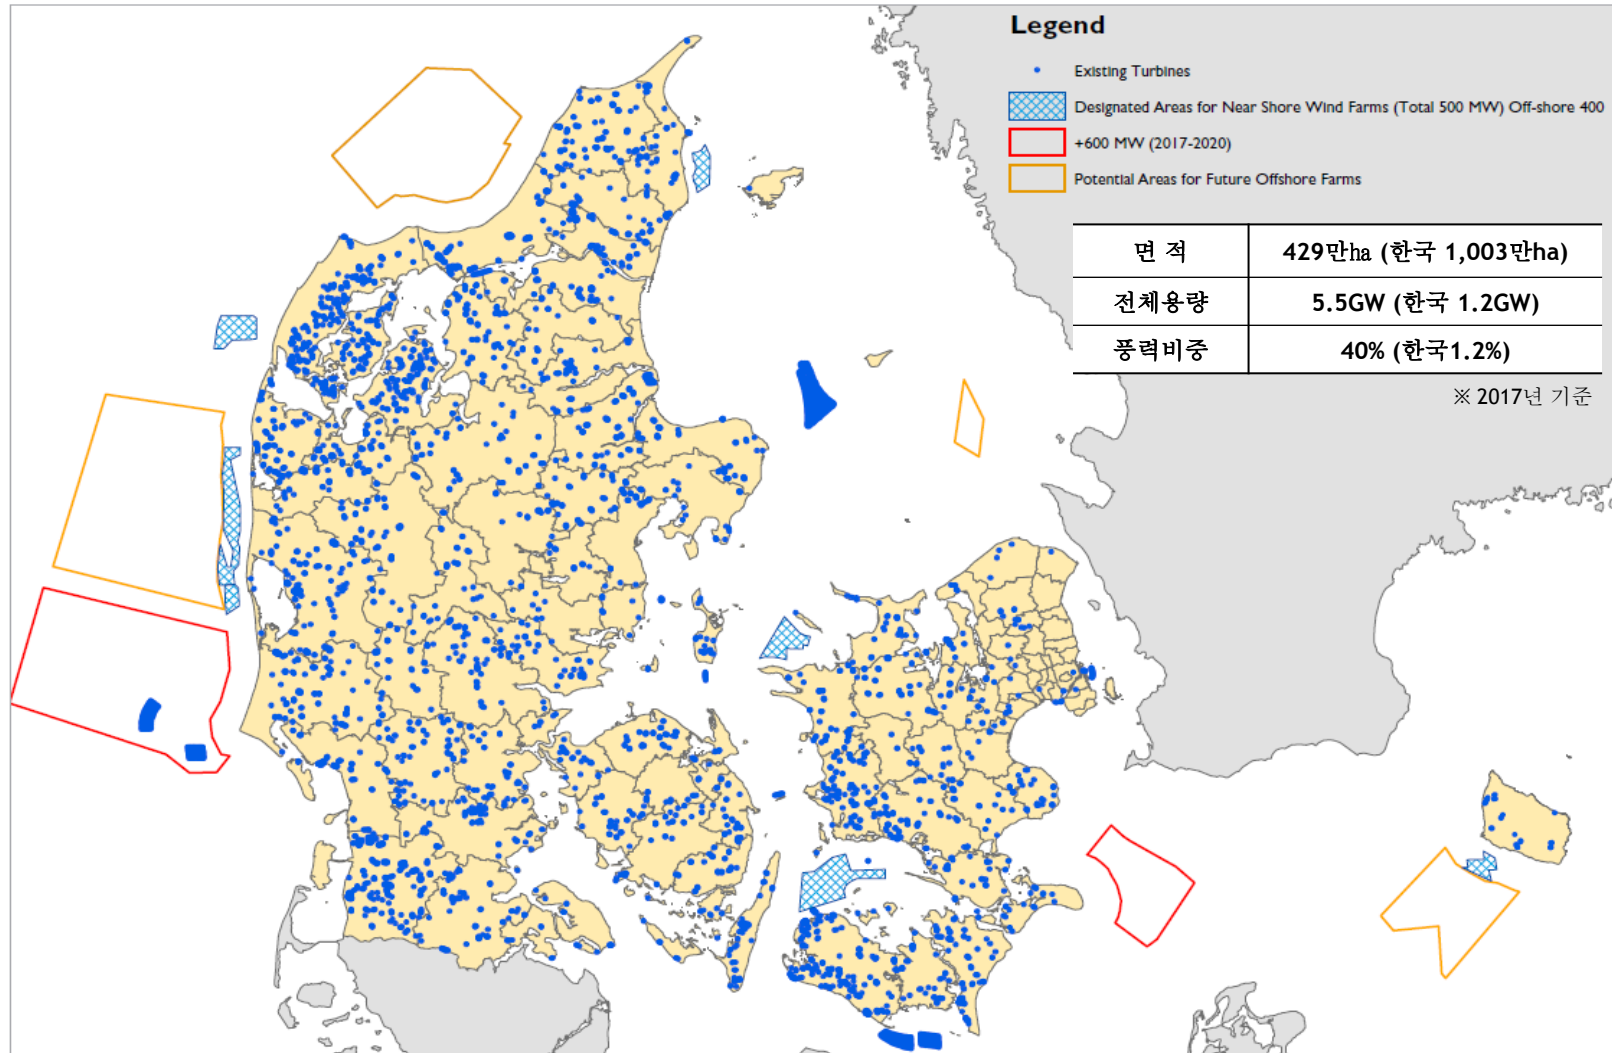 Legend
Existing Turbines
Designated Areas for Near Shore Wind Farms (Total 500 MW) Off-shore 400
+600 MW (2017-2020)
Potential Areas for Future Offshore Farms
면 적 429만ha (한국 1,003만ha)
전체용량 5.5GW (한국 1.2GW)
풍력비중 40% (한국1.2%)
※ 2017년 기준